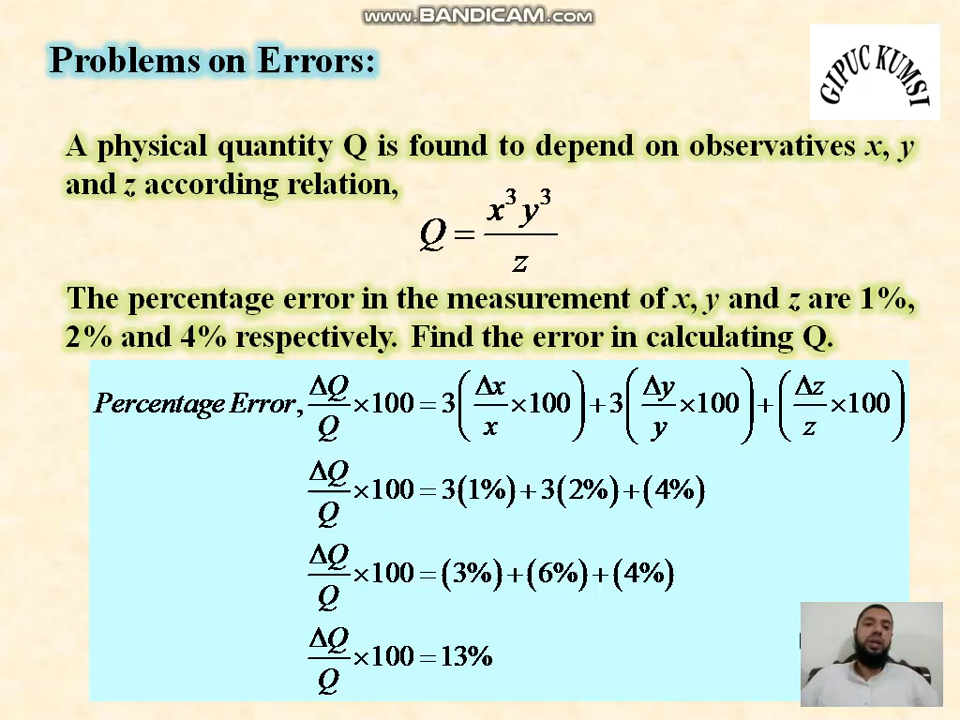 www.BANDICAM.com
Problems on Errors:
GIPUC KUMSI
A physical quantity Q is found to depend on observatives x, y
and z according relation,
Q = x³ y³ / z
The percentage error in the measurement of x, y and z are 1%,
2% and 4% respectively. Find the error in calculating Q.
Percentage Error, ΔQ/Q ×100 = 3(Δx/x ×100) + 3(Δy/y ×100) + (Δz/z ×100)
ΔQ/Q ×100 = 3(1%) + 3(2%) + (4%)
ΔQ/Q ×100 = (3%) + (6%) + (4%)
ΔQ/Q ×100 = 13%